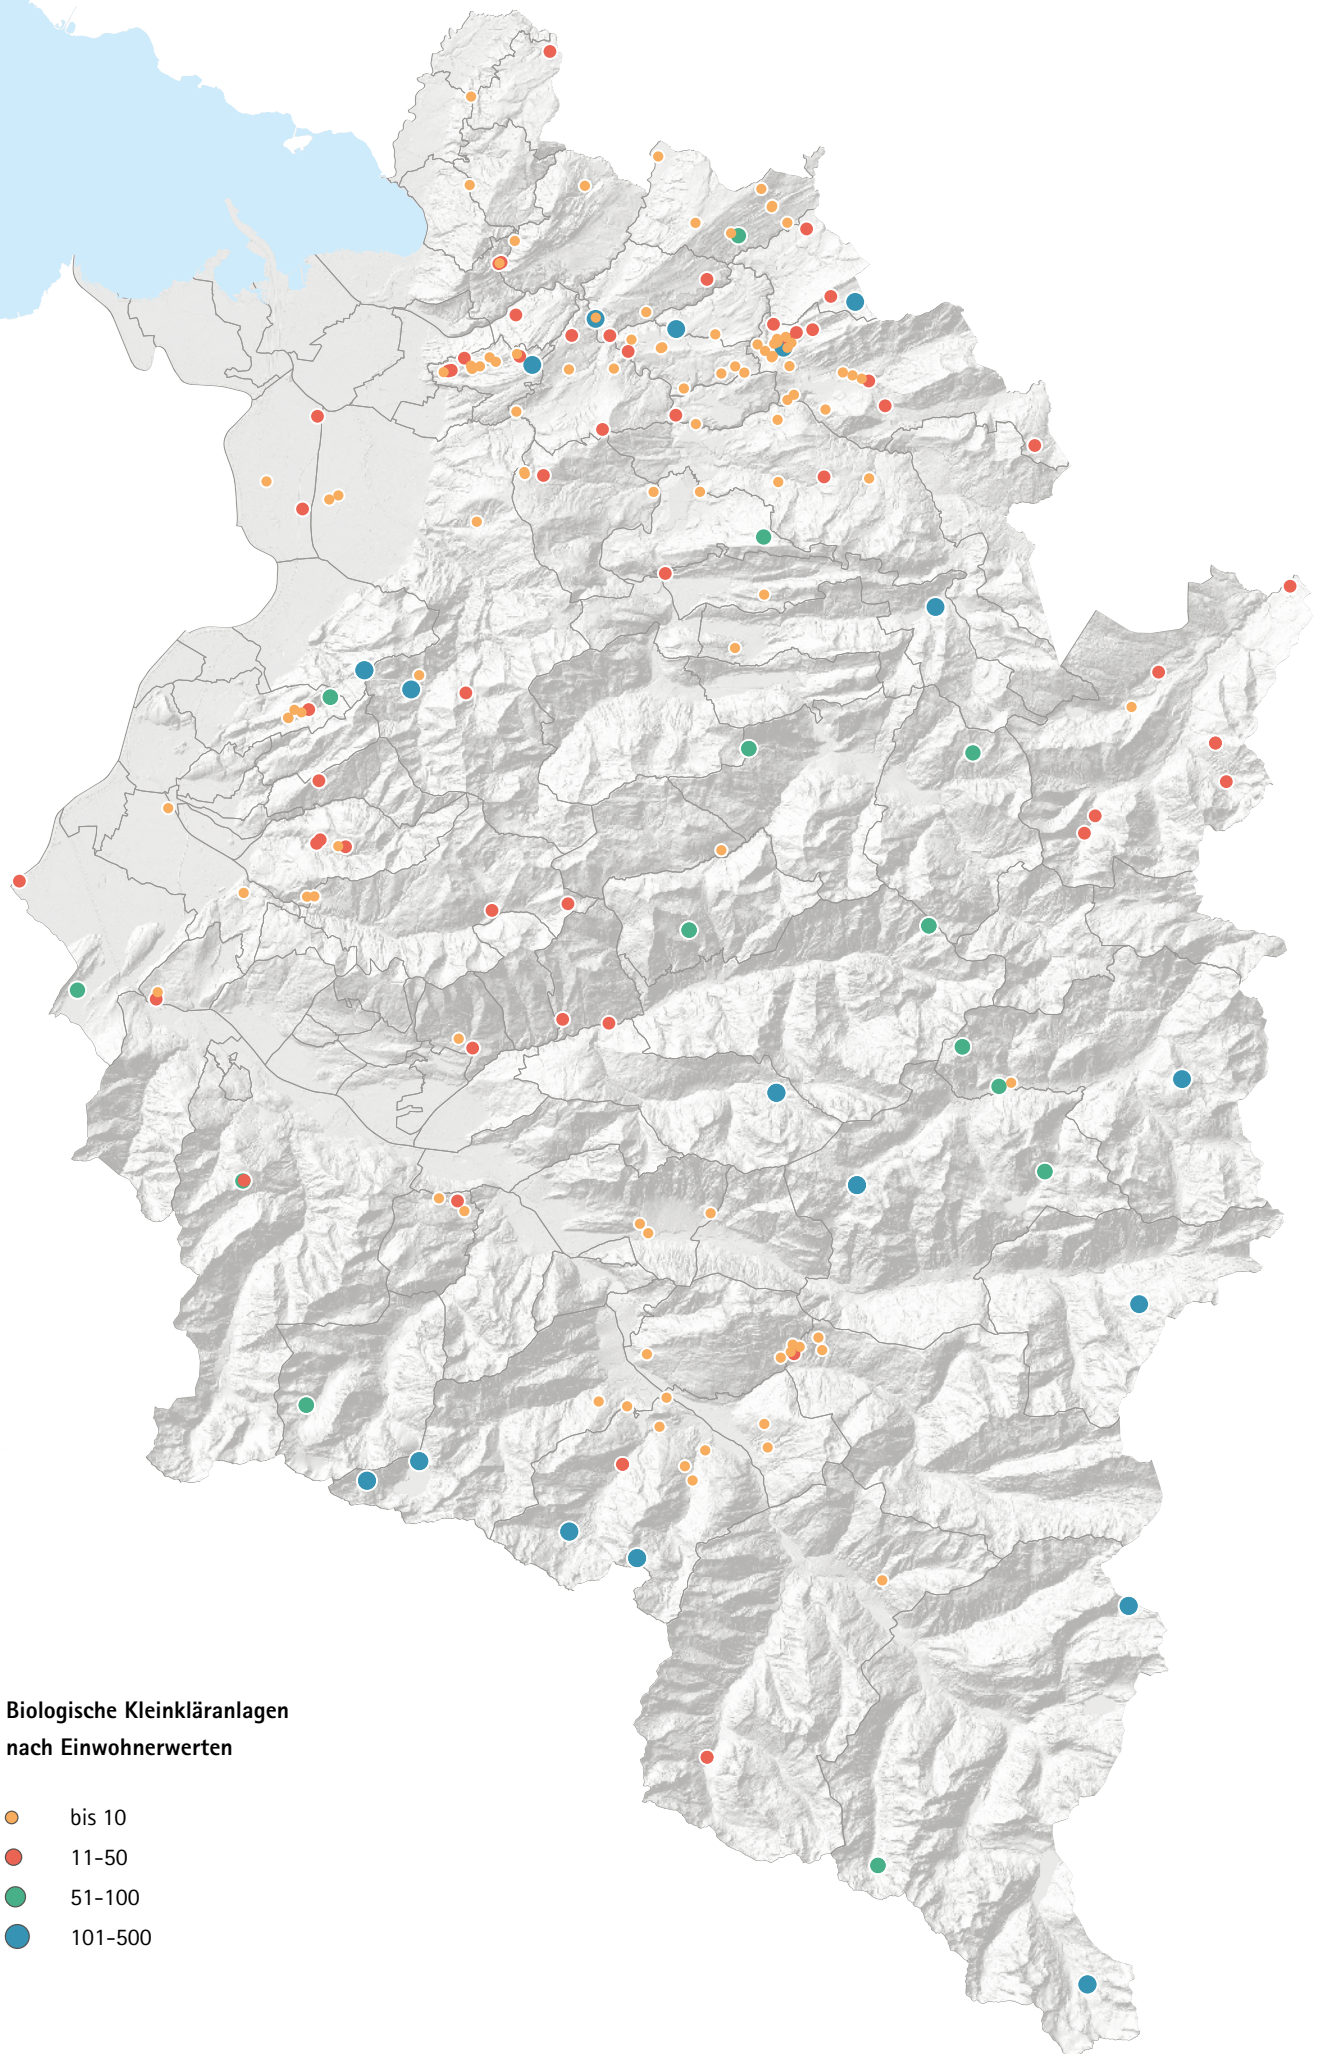 Biologische Kleinkläranlagen
nach Einwohnerwerten
bis 10
11-50
51-100
101-500